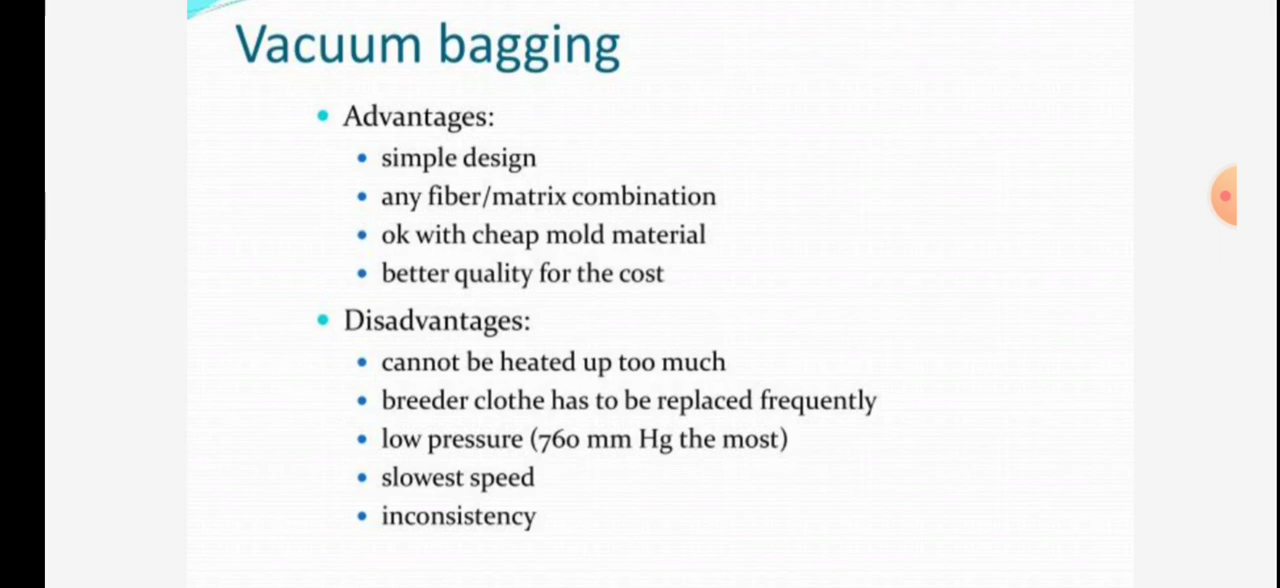 Vacuum bagging
• Advantages:
• simple design
• any fiber/matrix combination
• ok with cheap mold material
• better quality for the cost
• Disadvantages:
• cannot be heated up too much
• breeder clothe has to be replaced frequently
• low pressure (760 mm Hg the most)
• slowest speed
• inconsistency